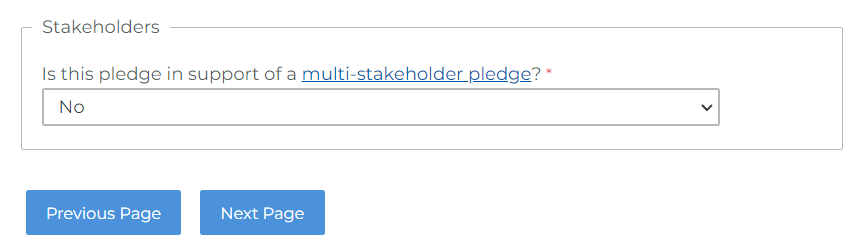 Stakeholders
Is this pledge in support of a multi-stakeholder pledge? *
No
Previous Page
Next Page